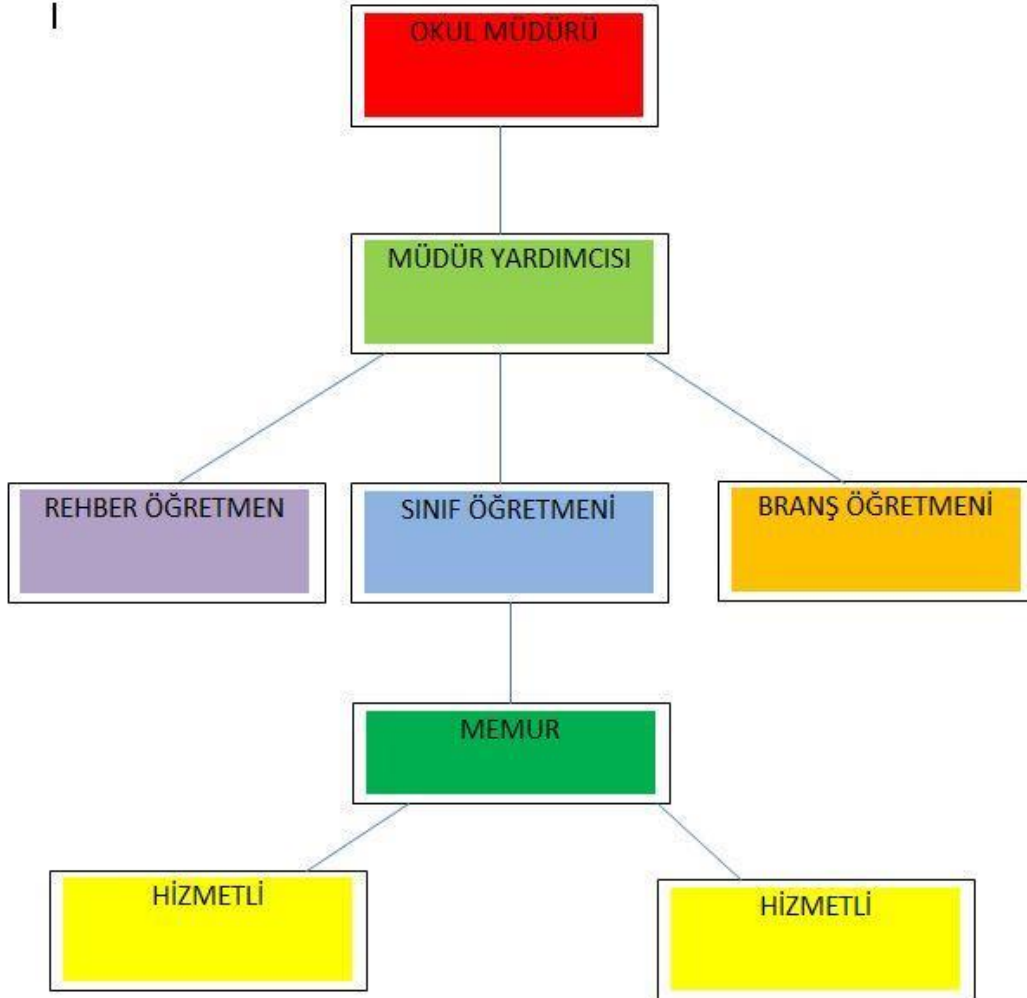 OKUL MÜDÜRÜ
MÜDÜR YARDIMCISI
REHBER ÖĞRETMEN
SINIF ÖĞRETMENİ
BRANŞ ÖĞRETMENİ
MEMUR
HİZMETLİ
HİZMETLİ